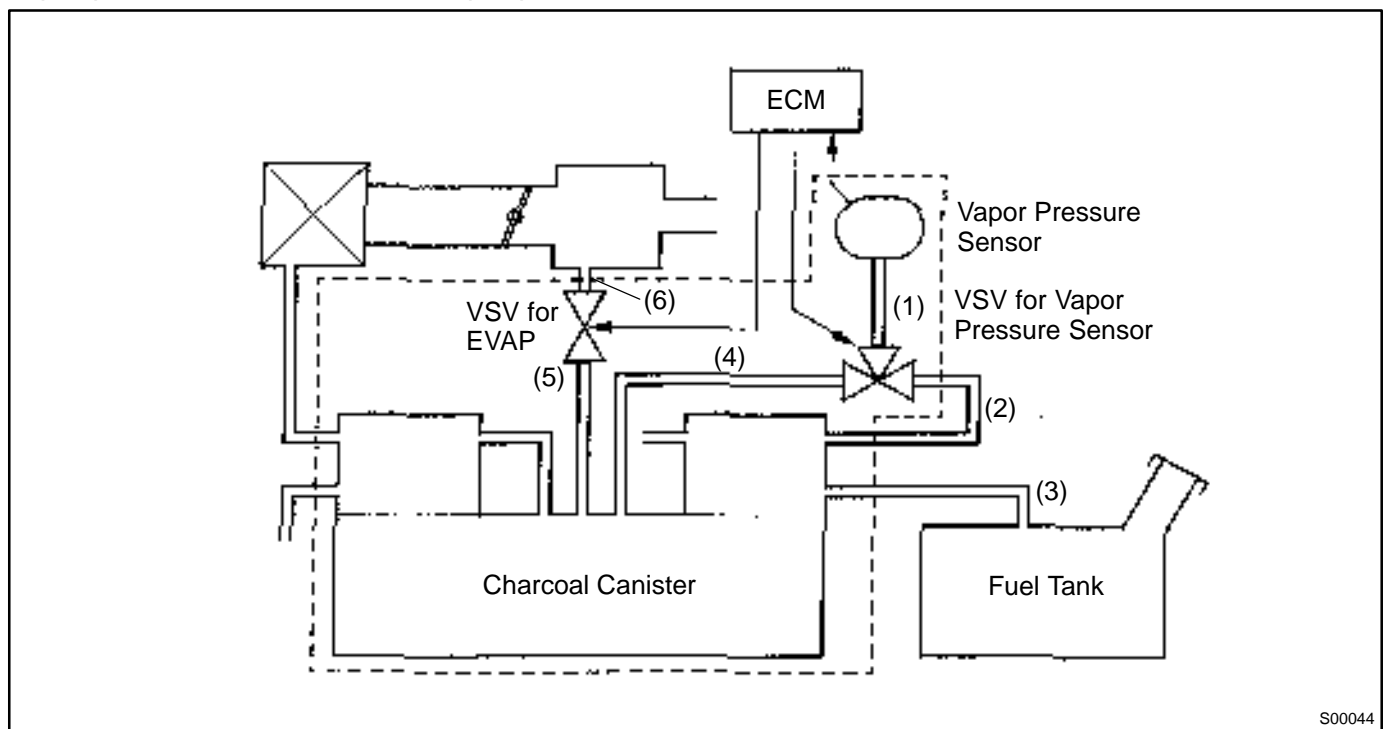 ECM
Vapor Pressure
Sensor
(6)
(1)
VSV for Vapor
Pressure Sensor
VSV for
EVAP
(4)
(5)
(2)
(3)
Charcoal Canister
Fuel Tank
S00044